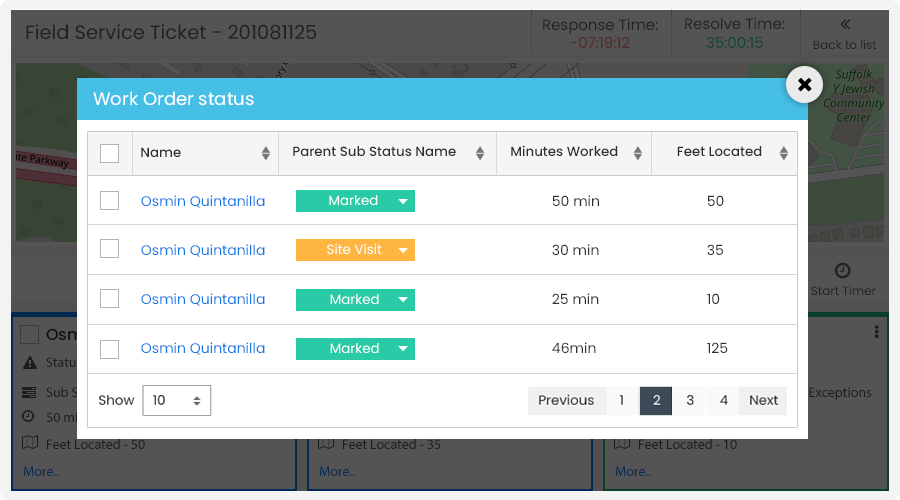 Field Service Ticket - 201081125
Response Time:
-07:19:12
Resolve Time:
35:00:15
Back to list
Suffolk
Y Jewish
Community
Center
Parkway
Work Order status
Name Parent Sub Status Name Minutes Worked Feet Located
Osmin Quintanilla Marked 50 min 50
Osmin Quintanilla Site Visit 30 min 35
Osmin Quintanilla Marked 25 min 10
Osmin Quintanilla Marked 46min 125
Show 10 Previous 1 2 3 4 Next
Start Timer
Osm
Statu
Sub S
Exceptions
50 mi
Feet Located - 50
Feet Located - 35
Feet Located - 10
More..
More..
More..